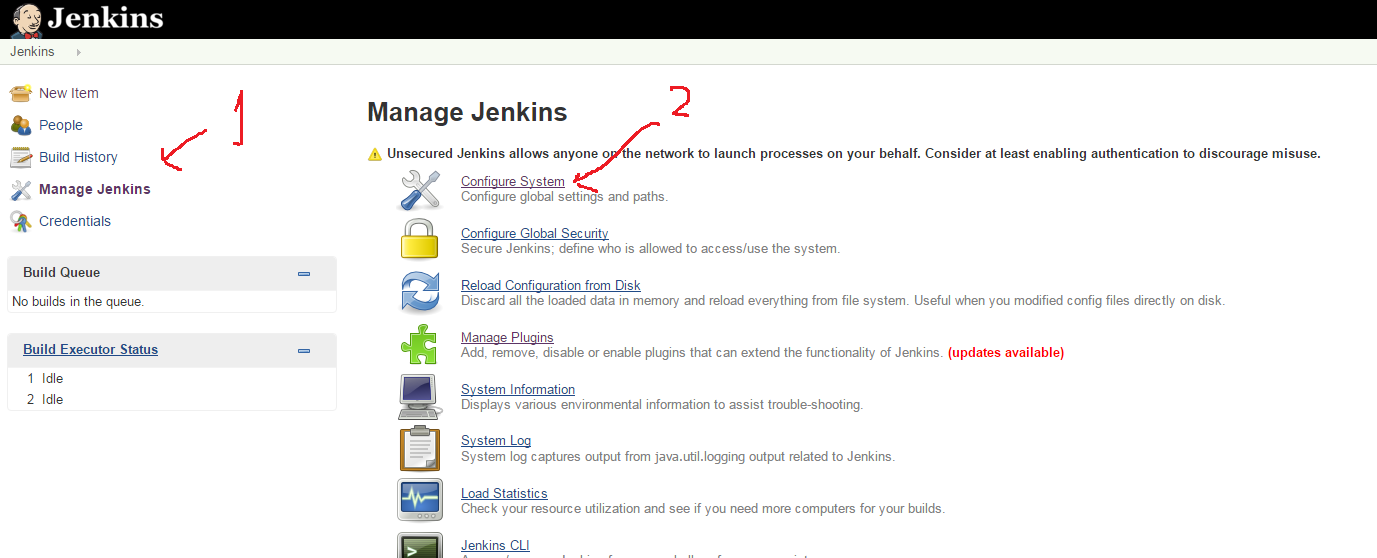 Jenkins
Jenkins
New Item
People
Build History
Manage Jenkins
Credentials
Build Queue
No builds in the queue.
Build Executor Status
1 Idle
2 Idle
1
2
Manage Jenkins
Unsecured Jenkins allows anyone on the network to launch processes on your behalf. Consider at least enabling authentication to discourage misuse.
Configure System
Configure global settings and paths.
Configure Global Security
Secure Jenkins; define who is allowed to access/use the system.
Reload Configuration from Disk
Discard all the loaded data in memory and reload everything from file system. Useful when you modified config files directly on disk.
Manage Plugins
Add, remove, disable or enable plugins that can extend the functionality of Jenkins. (updates available)
System Information
Displays various environmental information to assist trouble-shooting.
System Log
System log captures output from java.util.logging output related to Jenkins.
Load Statistics
Check your resource utilization and see if you need more computers for your builds.
Jenkins CLI